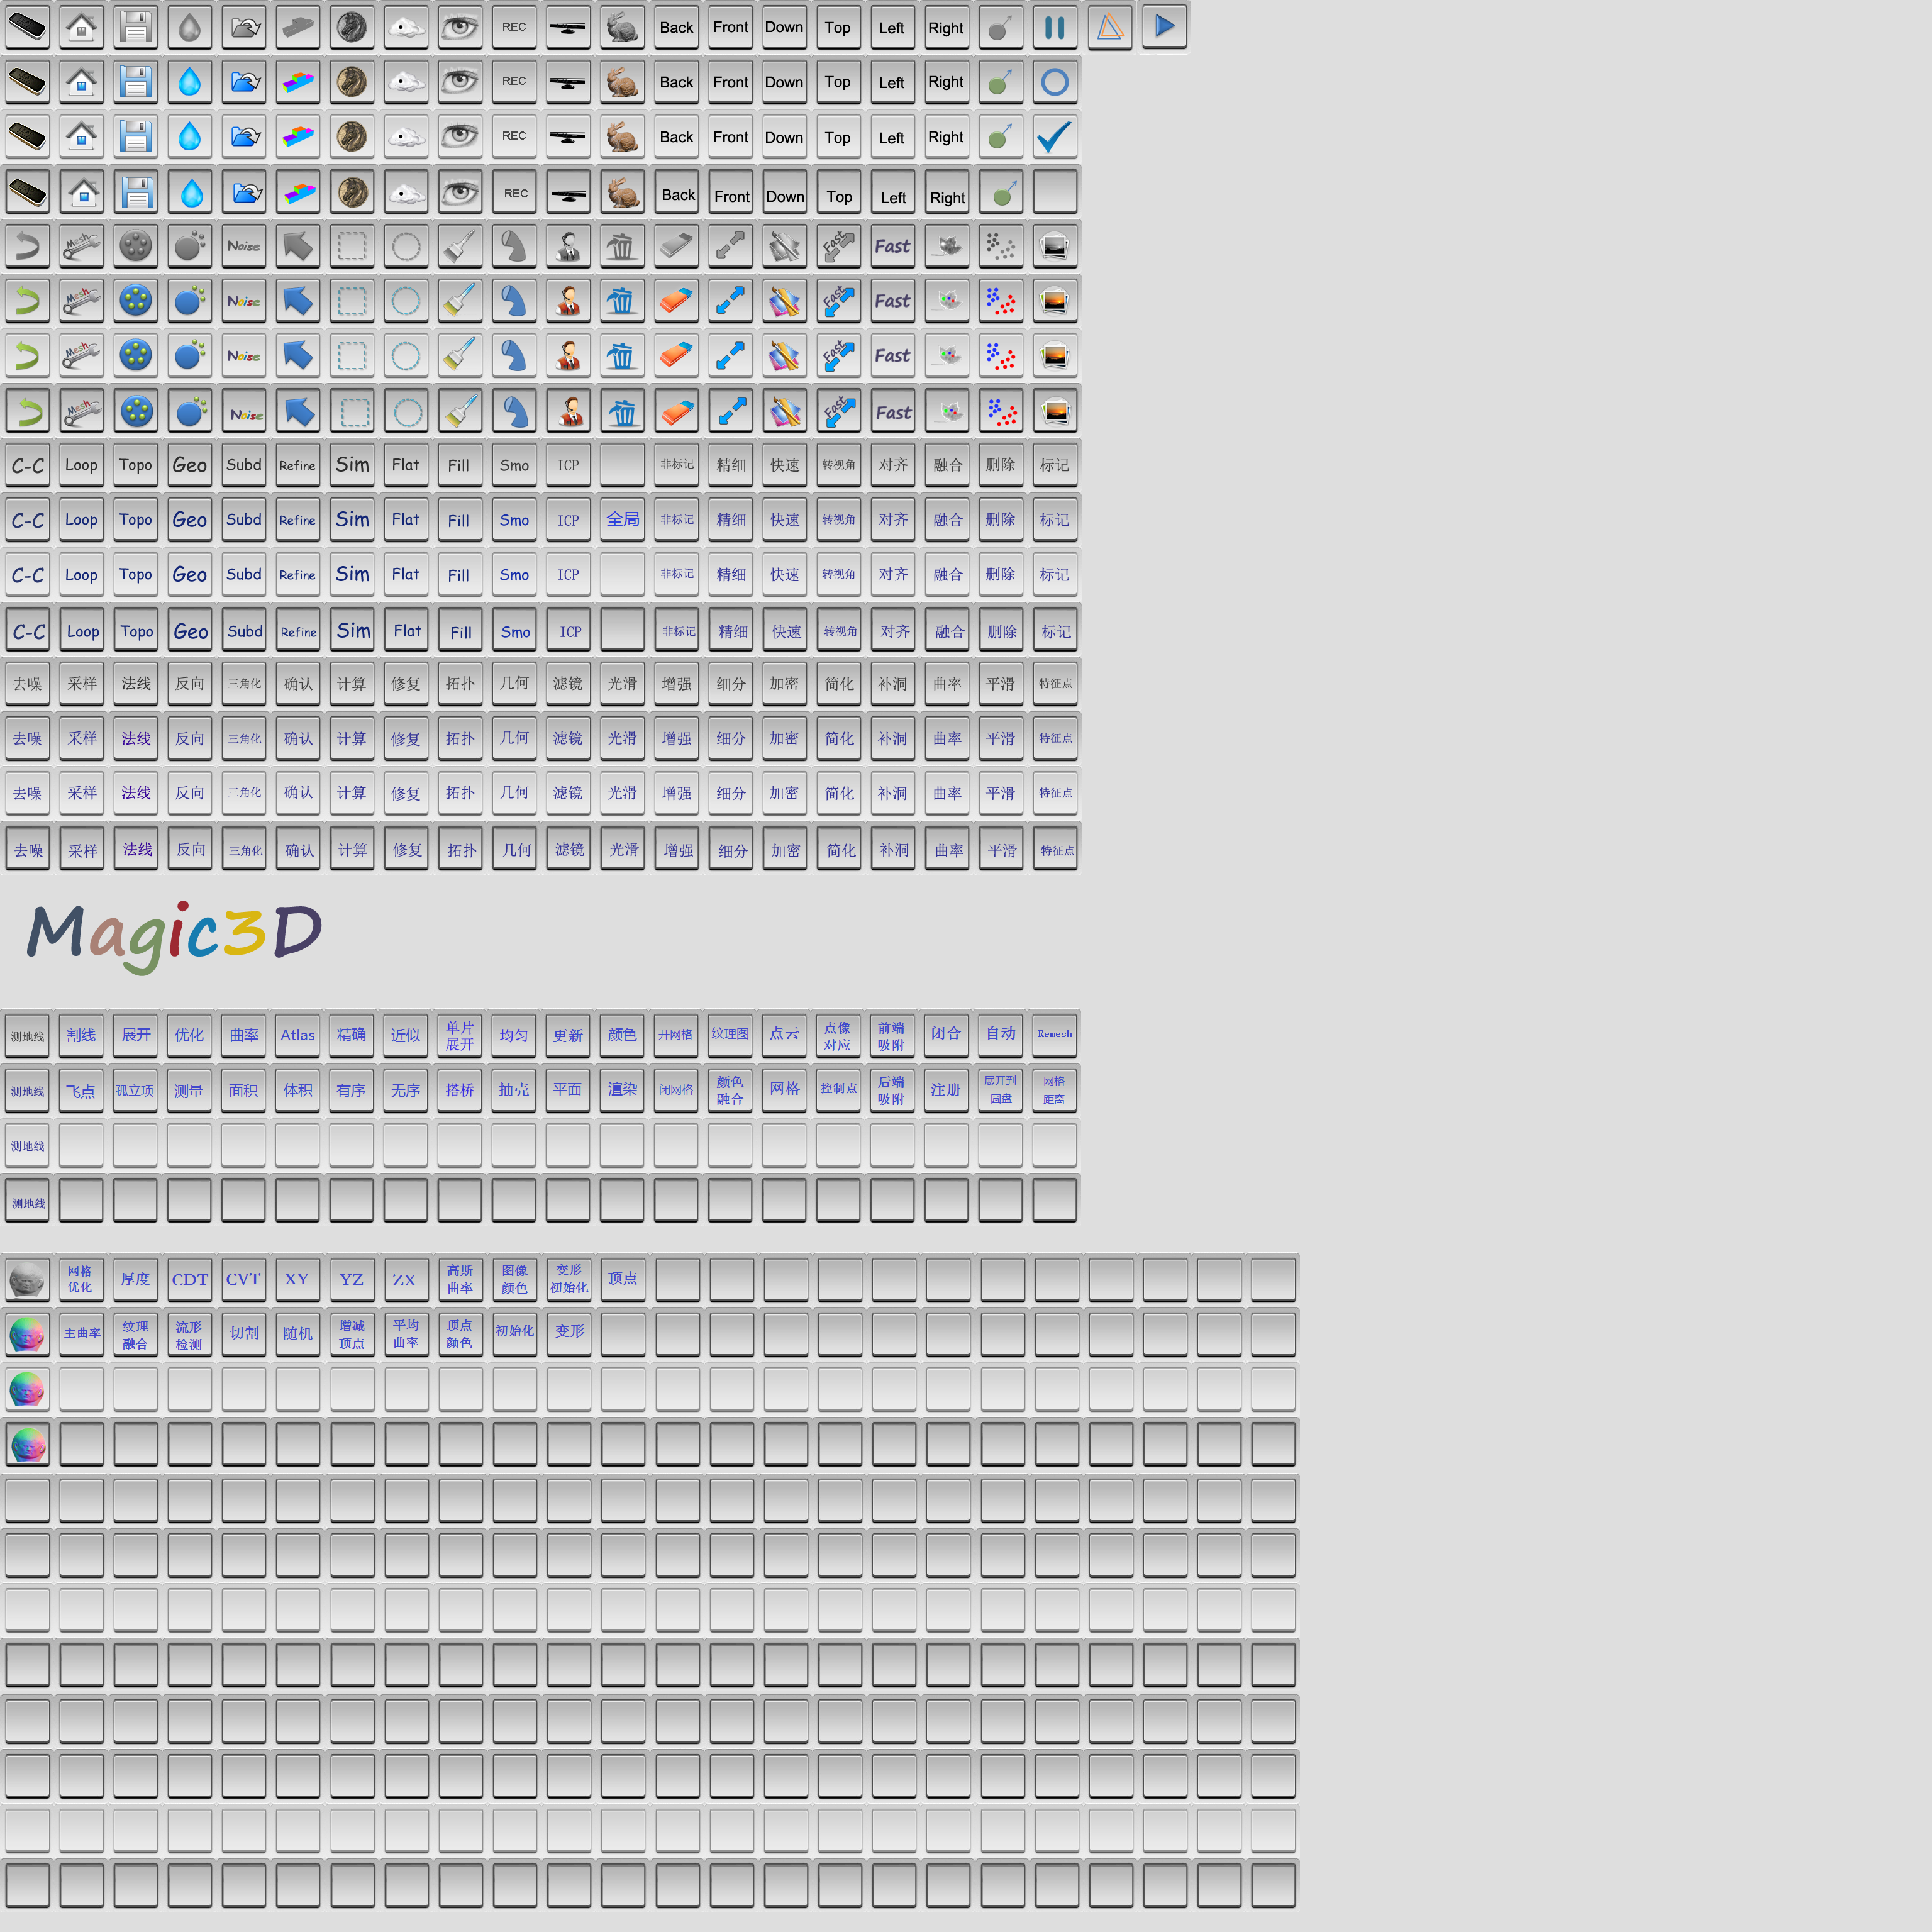 REC Back Front Down Top Left Right
REC Back Front Down Top Left Right
REC Back Front Down Top Left Right
REC Back Front Down Top Left Right
Mesh Noise Fast Fast
Mesh Noise Fast Fast
Mesh Noise Fast Fast
Mesh Noise Fast Fast
C-C Loop Topo Geo Subd Refine Sim Flat Fill Smo ICP 非标记 精细 快速 转视角 对齐 融合 删除 标记
C-C Loop Topo Geo Subd Refine Sim Flat Fill Smo ICP 全局 非标记 精细 快速 转视角 对齐 融合 删除 标记
C-C Loop Topo Geo Subd Refine Sim Flat Fill Smo ICP 非标记 精细 快速 转视角 对齐 融合 删除 标记
C-C Loop Topo Geo Subd Refine Sim Flat Fill Smo ICP 非标记 精细 快速 转视角 对齐 融合 删除 标记
去噪 采样 法线 反向 三角化 确认 计算 修复 拓扑 几何 滤镜 光滑 增强 细分 加密 简化 补洞 曲率 平滑 特征点
去噪 采样 法线 反向 三角化 确认 计算 修复 拓扑 几何 滤镜 光滑 增强 细分 加密 简化 补洞 曲率 平滑 特征点
去噪 采样 法线 反向 三角化 确认 计算 修复 拓扑 几何 滤镜 光滑 增强 细分 加密 简化 补洞 曲率 平滑 特征点
去噪 采样 法线 反向 三角化 确认 计算 修复 拓扑 几何 滤镜 光滑 增强 细分 加密 简化 补洞 曲率 平滑 特征点
Magic3D
测地线 割线 展开 优化 曲率 Atlas 精确 近似 单片展开 均匀 更新 颜色 开网格 纹理图 点云 点像对应 前端吸附 闭合 自动 Remesh
测地线 飞点 孤立项 测量 面积 体积 有序 无序 搭桥 抽壳 平面 渲染 闭网格 颜色融合 网格 控制点 后端吸附 注册 展开到圆盘 网格距离
测地线
测地线
网格优化 厚度 CDT CVT XY YZ ZX 高斯曲率 图像颜色 变形初始化 顶点
主曲率 纹理融合 流形检测 切割 随机 增减顶点 平均曲率 顶点颜色 初始化 变形